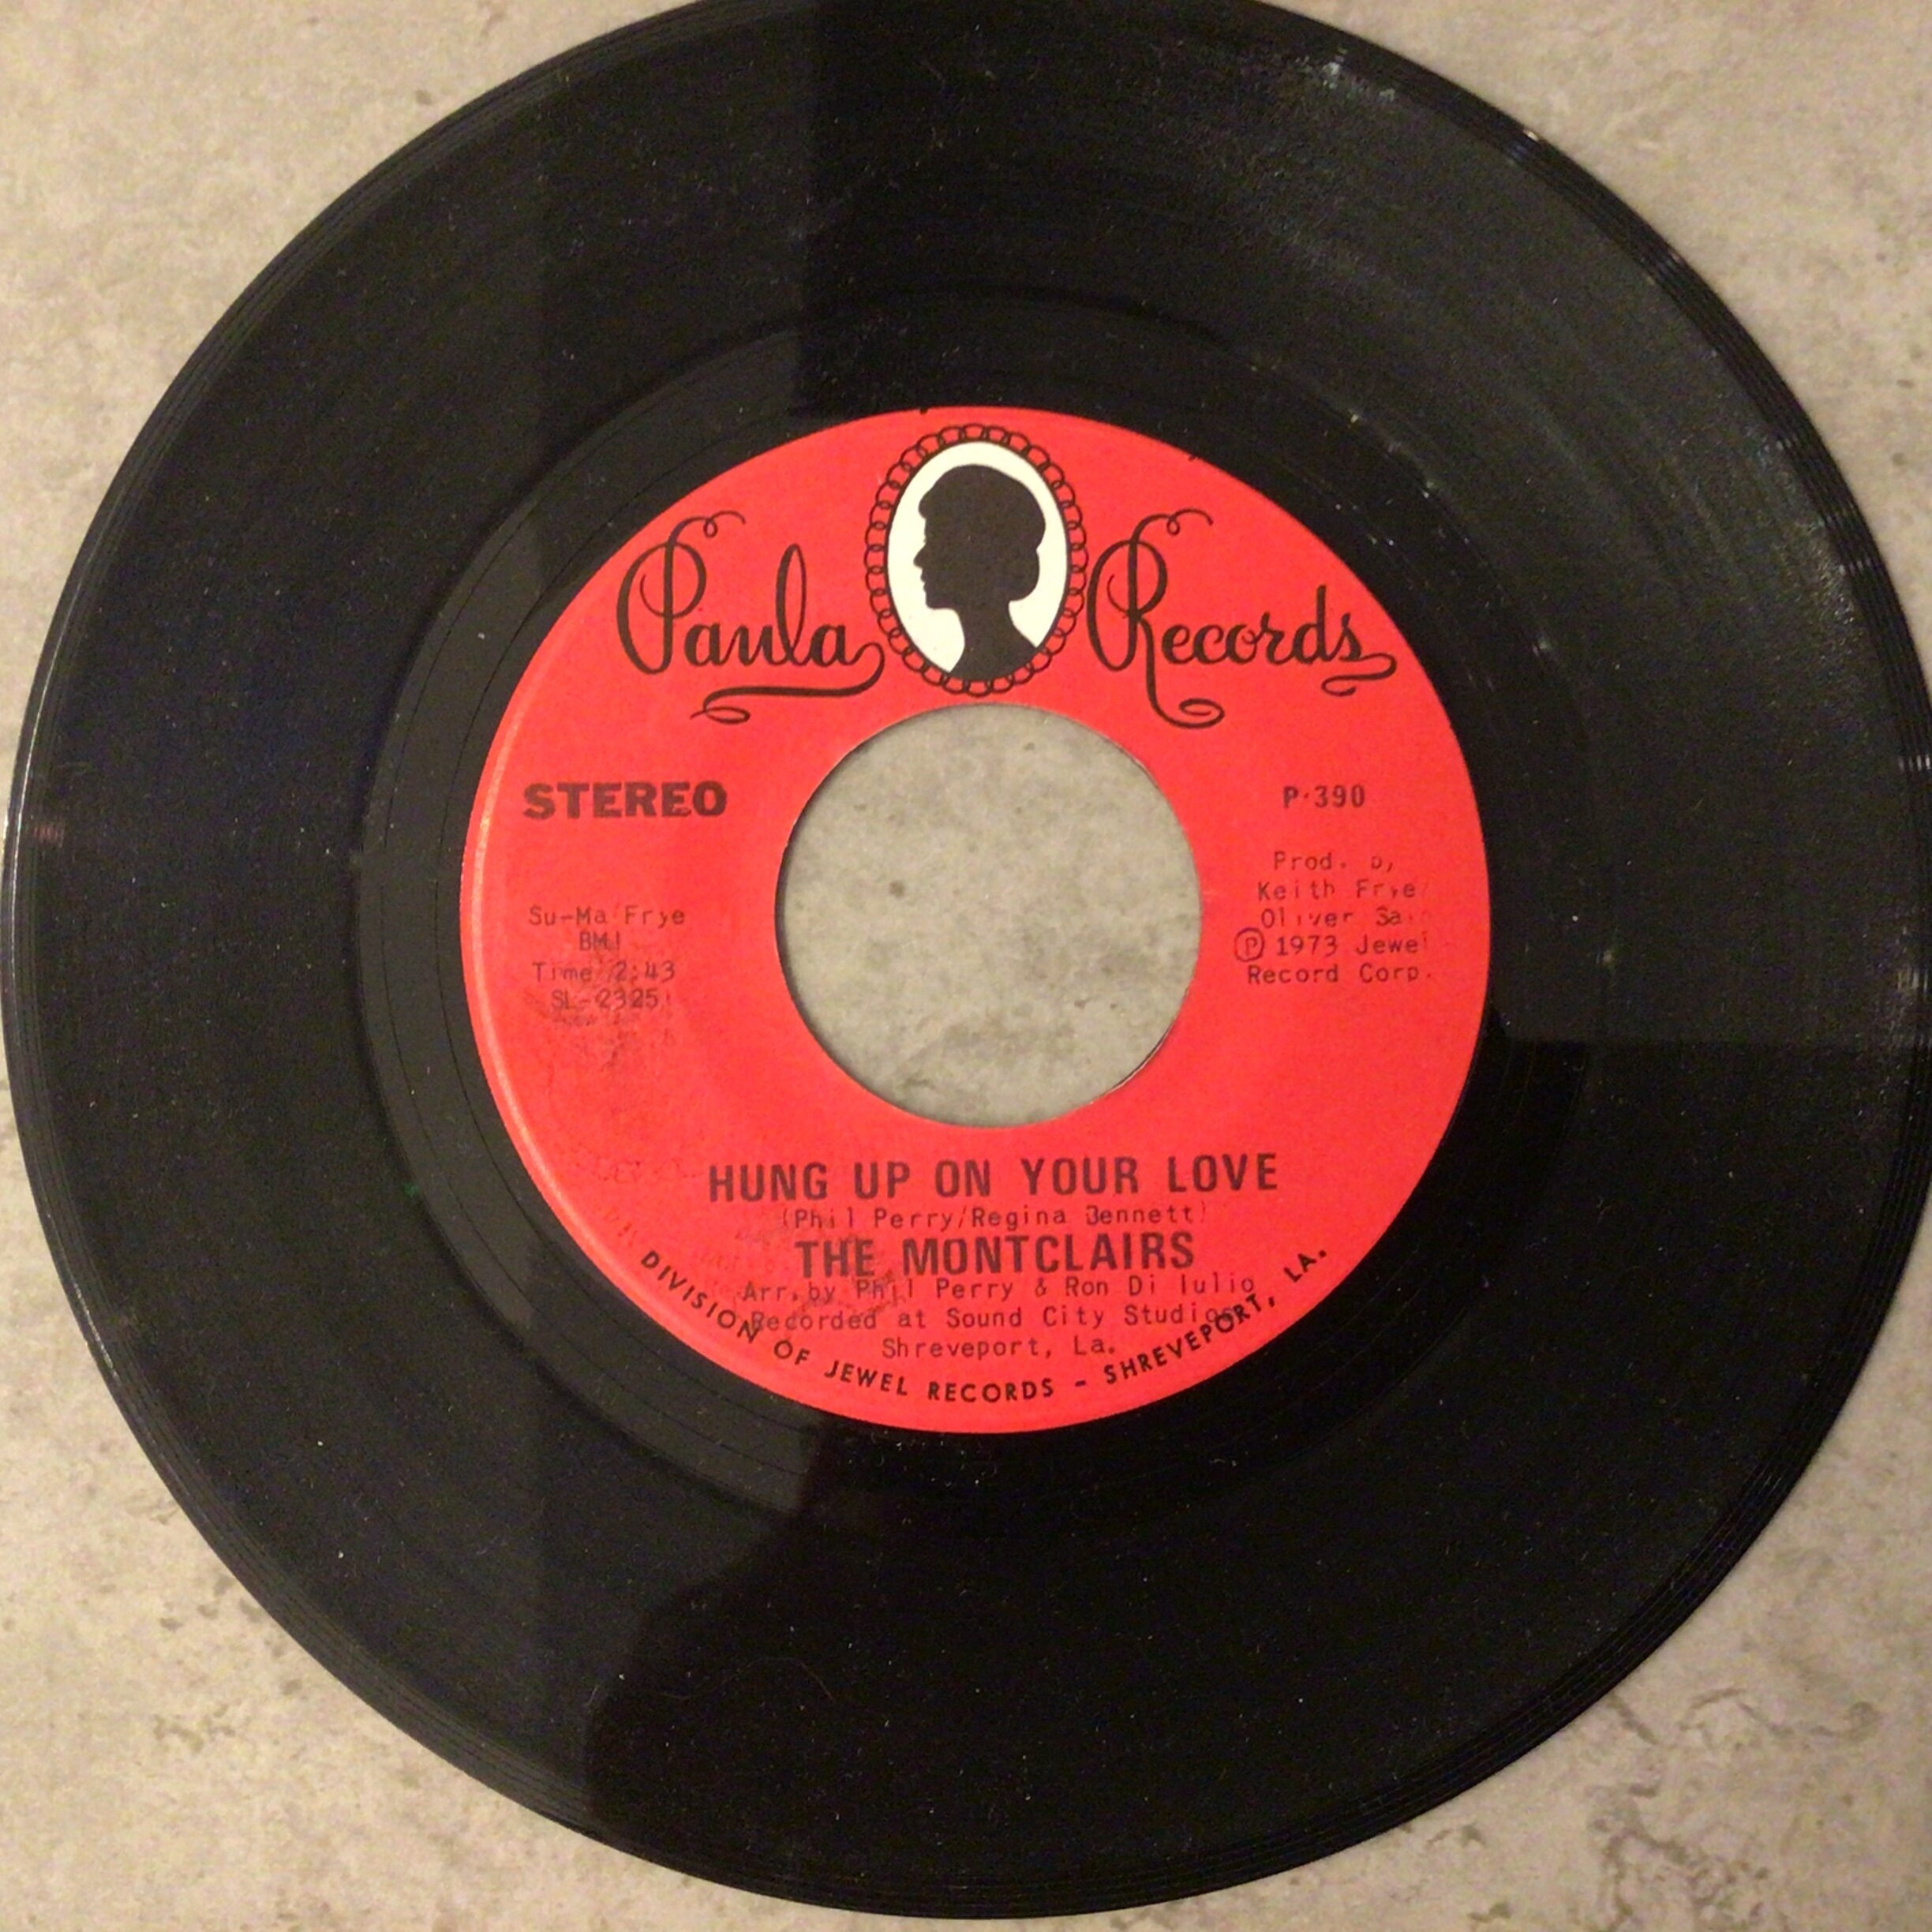 Paula Records
STEREO
P-390
Su-Ma/Frye
BMI
Time 2:43
SL-2325
Prod.
Keith Frye/
Oliver
Ⓟ 1973 Jewel
Record Corp.
HUNG UP ON YOUR LOVE
(Phil Perry/Regina Bennett)
THE MONTCLAIRS
Arr. by Phil Perry & Ron Di Iulio
Recorded at Sound City Studios
Shreveport, La.
DIVISION OF JEWEL RECORDS - SHREVEPORT, LA.